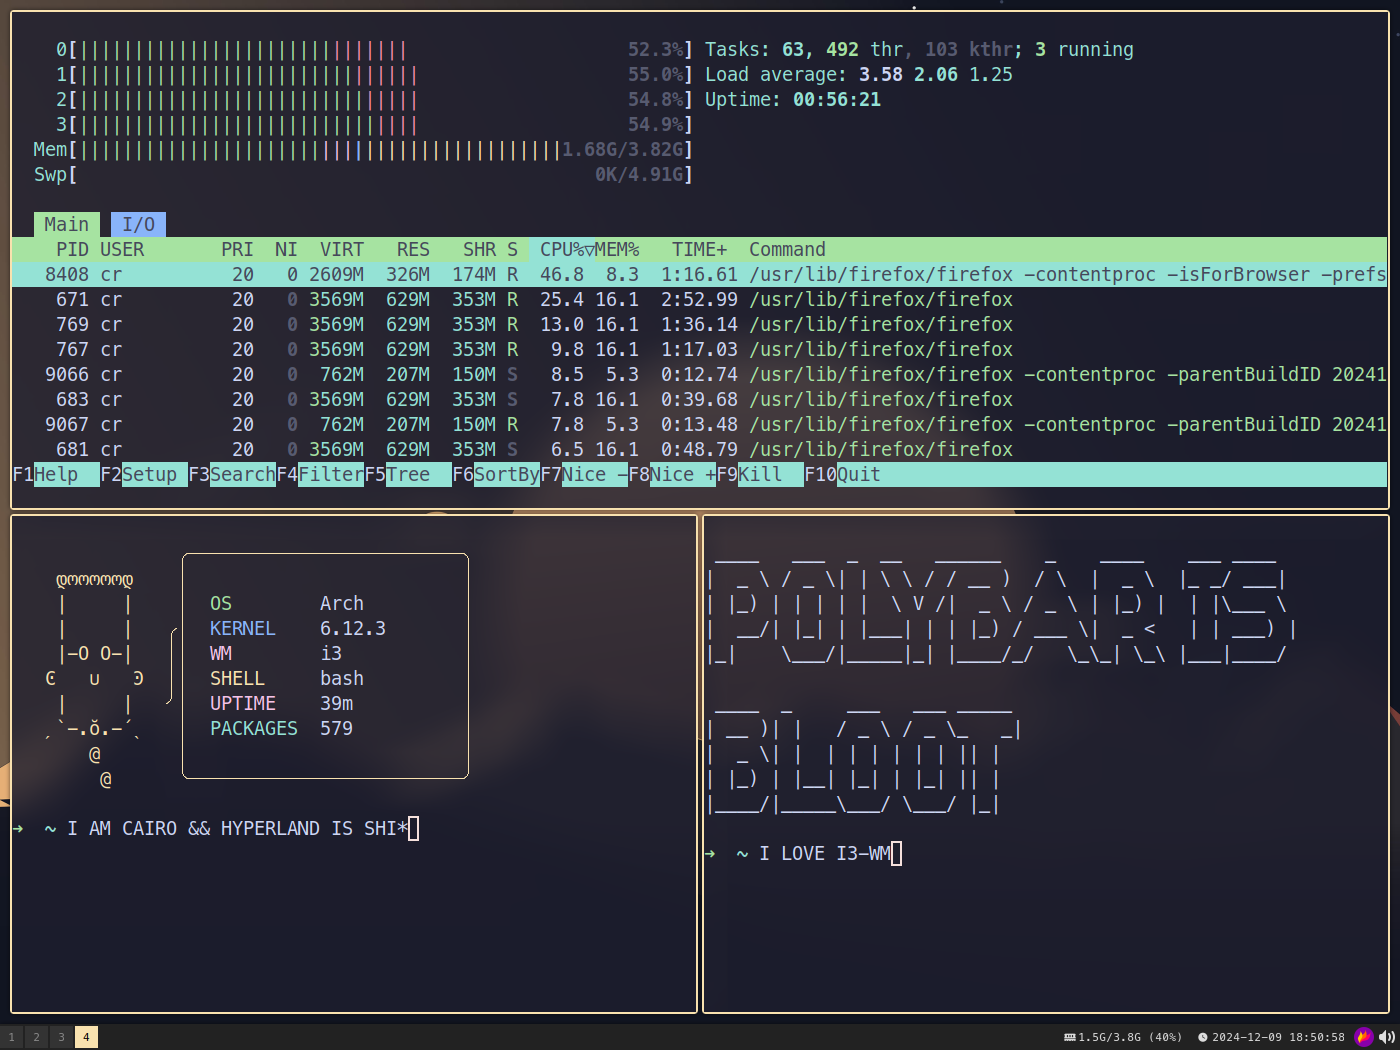 0[|||||||||||||||||||||||||||||| 52.3%] Tasks: 63, 492 thr, 103 kthr; 3 running
1[||||||||||||||||||||||||||||||| 55.0%] Load average: 3.58 2.06 1.25
2[||||||||||||||||||||||||||||||| 54.8%] Uptime: 00:56:21
3[||||||||||||||||||||||||||||||| 54.9%]
Mem[||||||||||||||||||||||||||||||||||||||||||||1.68G/3.82G]
Swp[ 0K/4.91G]
Main I/O
PID USER PRI NI VIRT RES SHR S CPU%▽MEM% TIME+ Command
8408 cr 20 0 2609M 326M 174M R 46.8 8.3 1:16.61 /usr/lib/firefox/firefox -contentproc -isForBrowser -prefs
671 cr 20 0 3569M 629M 353M R 25.4 16.1 2:52.99 /usr/lib/firefox/firefox
769 cr 20 0 3569M 629M 353M R 13.0 16.1 1:36.14 /usr/lib/firefox/firefox
767 cr 20 0 3569M 629M 353M R 9.8 16.1 1:17.03 /usr/lib/firefox/firefox
9066 cr 20 0 762M 207M 150M S 8.5 5.3 0:12.74 /usr/lib/firefox/firefox -contentproc -parentBuildID 20241
683 cr 20 0 3569M 629M 353M S 7.8 16.1 0:39.68 /usr/lib/firefox/firefox
9067 cr 20 0 762M 207M 150M R 7.8 5.3 0:13.48 /usr/lib/firefox/firefox -contentproc -parentBuildID 20241
681 cr 20 0 3569M 629M 353M S 6.5 16.1 0:48.79 /usr/lib/firefox/firefox
F1Help F2Setup F3SearchF4FilterF5Tree F6SortByF7Nice -F8Nice +F9Kill F10Quit
OS Arch
KERNEL 6.12.3
WM i3
SHELL bash
UPTIME 39m
PACKAGES 579
➜ ~ I AM CAIRO && HYPERLAND IS SHI*
POLYBAR IS
BLOOT
➜ ~ I LOVE I3-WM
1 2 3 4 1.5G/3.8G (40%) 2024-12-09 18:50:58